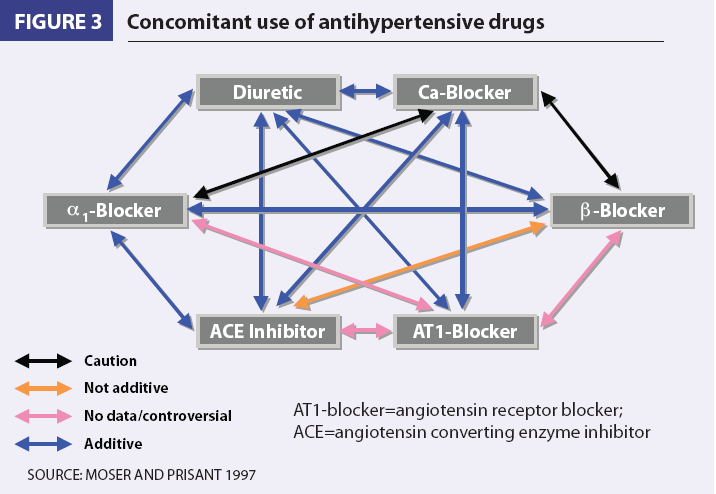 FIGURE 3 Concomitant use of antihypertensive drugs
Diuretic
Ca-Blocker
α1-Blocker
β-Blocker
ACE Inhibitor
AT1-Blocker
Caution
Not additive
No data/controversial
Additive
AT1-blocker=angiotensin receptor blocker;
ACE=angiotensin converting enzyme inhibitor
SOURCE: MOSER AND PRISANT 1997